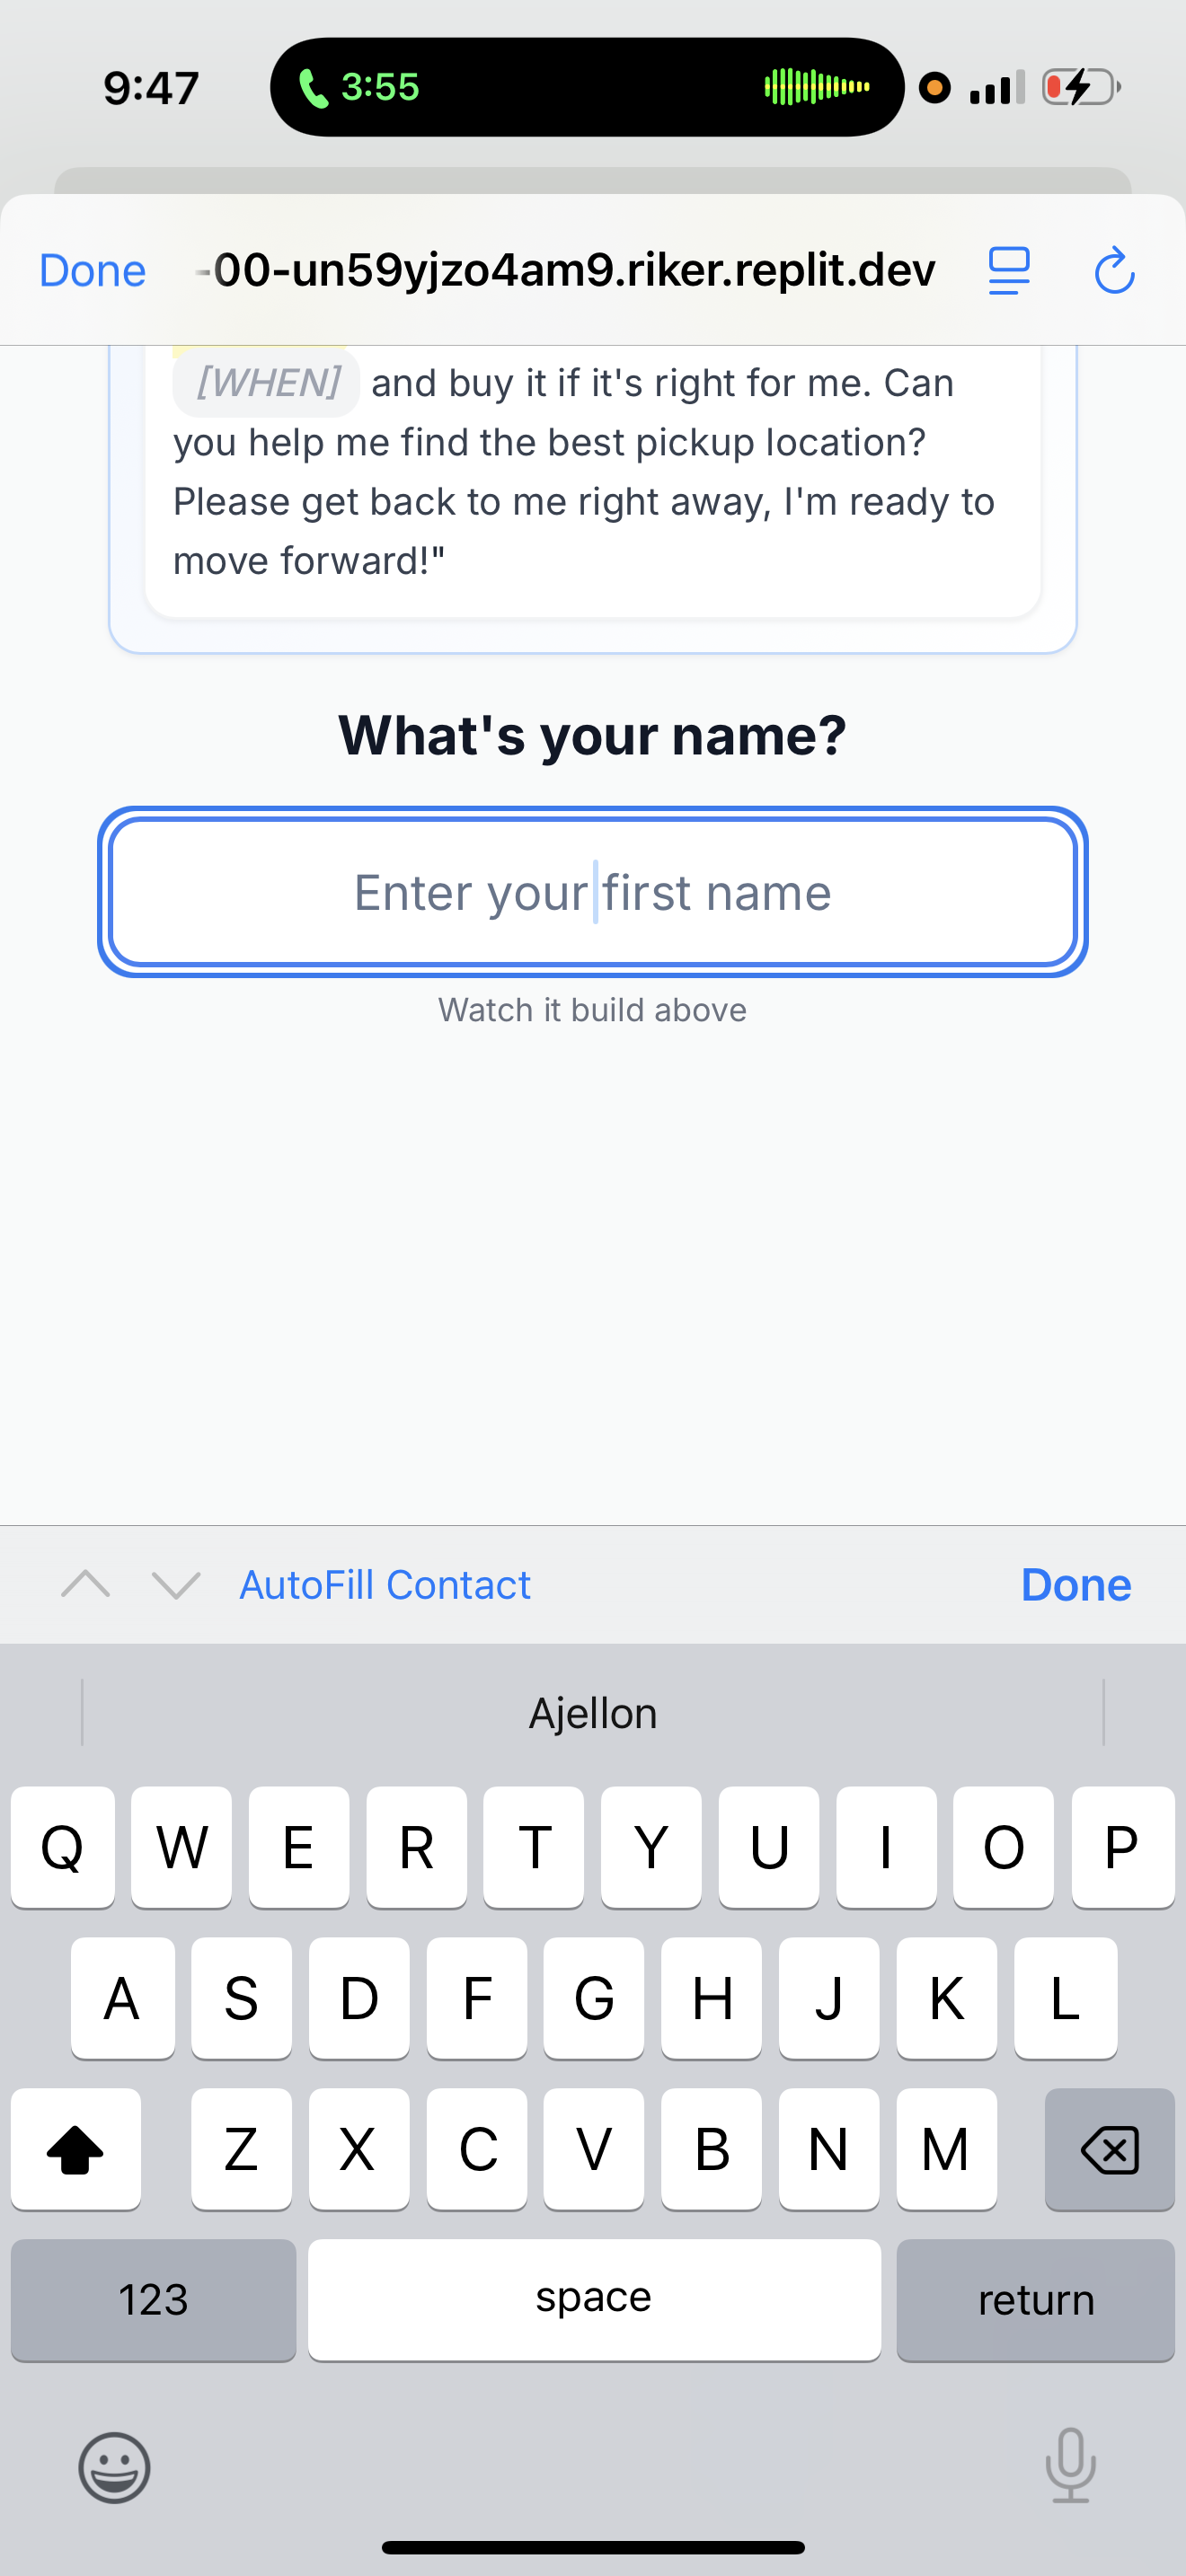 9:47
3:55
Done
-00-un59yjzo4am9.riker.replit.dev
[WHEN] and buy it if it's right for me. Can
you help me find the best pickup location?
Please get back to me right away, I'm ready to
move forward!"
What's your name?
Enter your first name
Watch it build above
AutoFill Contact
Done
Ajellon
Q W E R T Y U I O P
A S D F G H J K L
Z X C V B N M
123
space
return